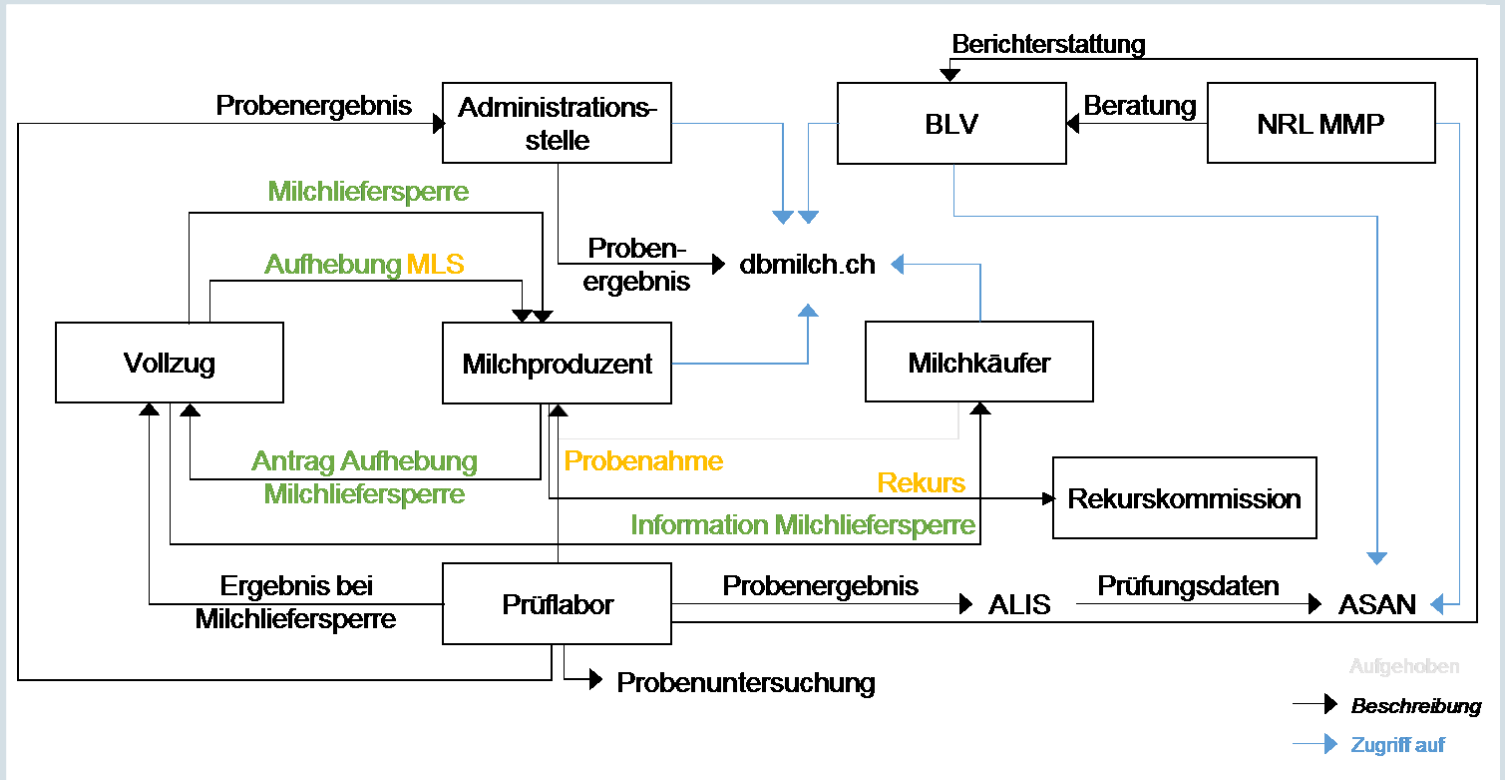 Berichterstattung
Probenergebnis
Administrations-
stelle
BLV
Beratung
NRL MMP
Milchliefersperre
Aufhebung MLS
Proben-
ergebnis
dbmilch.ch
Vollzug
Milchproduzent
Milchkäufer
Antrag Aufhebung
Milchliefersperre
Probenahme
Rekurs
Rekurskommission
Information Milchliefersperre
Ergebnis bei
Milchliefersperre
Prüflabor
Probenergebnis
ALIS
Prüfungsdaten
ASAN
Probenuntersuchung
Aufgehoben
Beschreibung
Zugriff auf